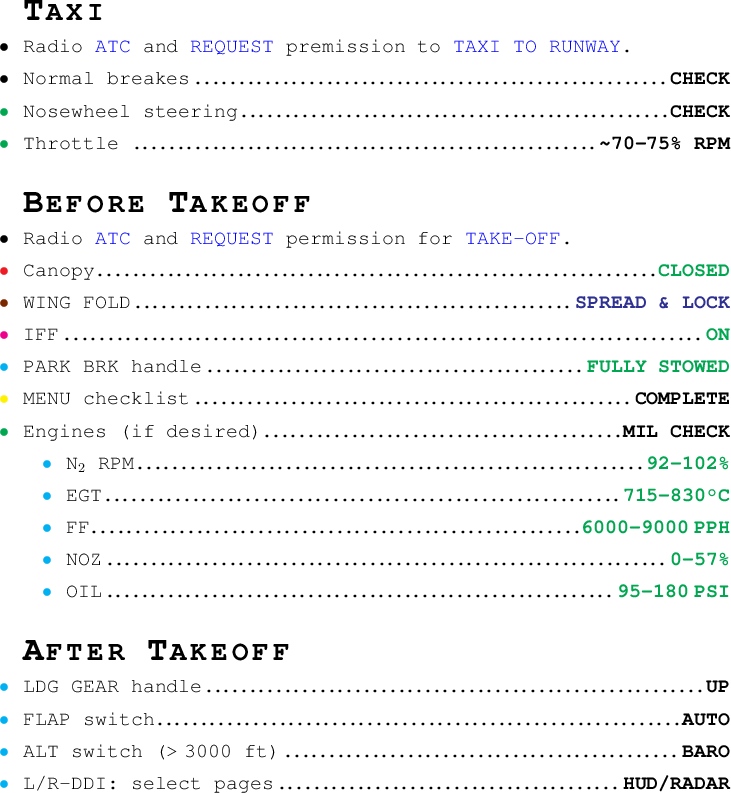 TAXI
• Radio ATC and REQUEST premission to TAXI TO RUNWAY.
• Normal breakes ........ CHECK
• Nosewheel steering ........ CHECK
• Throttle ........ ~70-75% RPM
BEFORE TAKEOFF
• Radio ATC and REQUEST permission for TAKE-OFF.
• Canopy ........ CLOSED
• WING FOLD ........ SPREAD & LOCK
• IFF ........ ON
• PARK BRK handle ........ FULLY STOWED
• MENU checklist ........ COMPLETE
• Engines (if desired) ........ MIL CHECK
• N₂ RPM ........ 92-102%
• EGT ........ 715-830°C
• FF ........ 6000-9000 PPH
• NOZ ........ 0-57%
• OIL ........ 95-180 PSI
AFTER TAKEOFF
• LDG GEAR handle ........ UP
• FLAP switch ........ AUTO
• ALT switch (> 3000 ft) ........ BARO
• L/R-DDI: select pages ........ HUD/RADAR